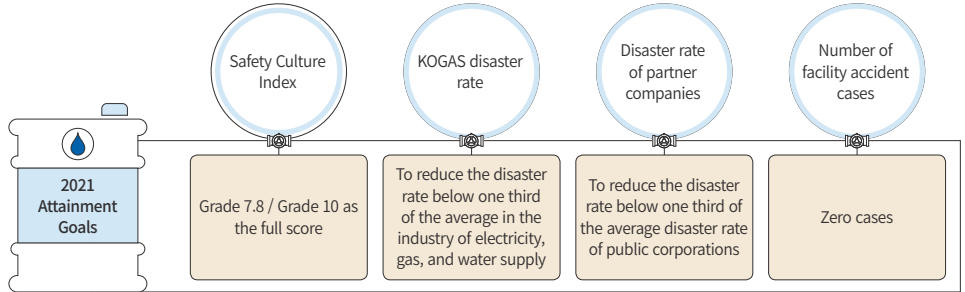 Safety Culture
Index
KOGAS disaster
rate
Disaster rate
of partner
companies
Number of
facility accident
cases
2021
Attainment
Goals
Grade 7.8 / Grade 10 as
the full score
To reduce the disaster
rate below one third
of the average in the
industry of electricity,
gas, and water supply
To reduce the disaster
rate below one third of
the average disaster rate
of public corporations
Zero cases